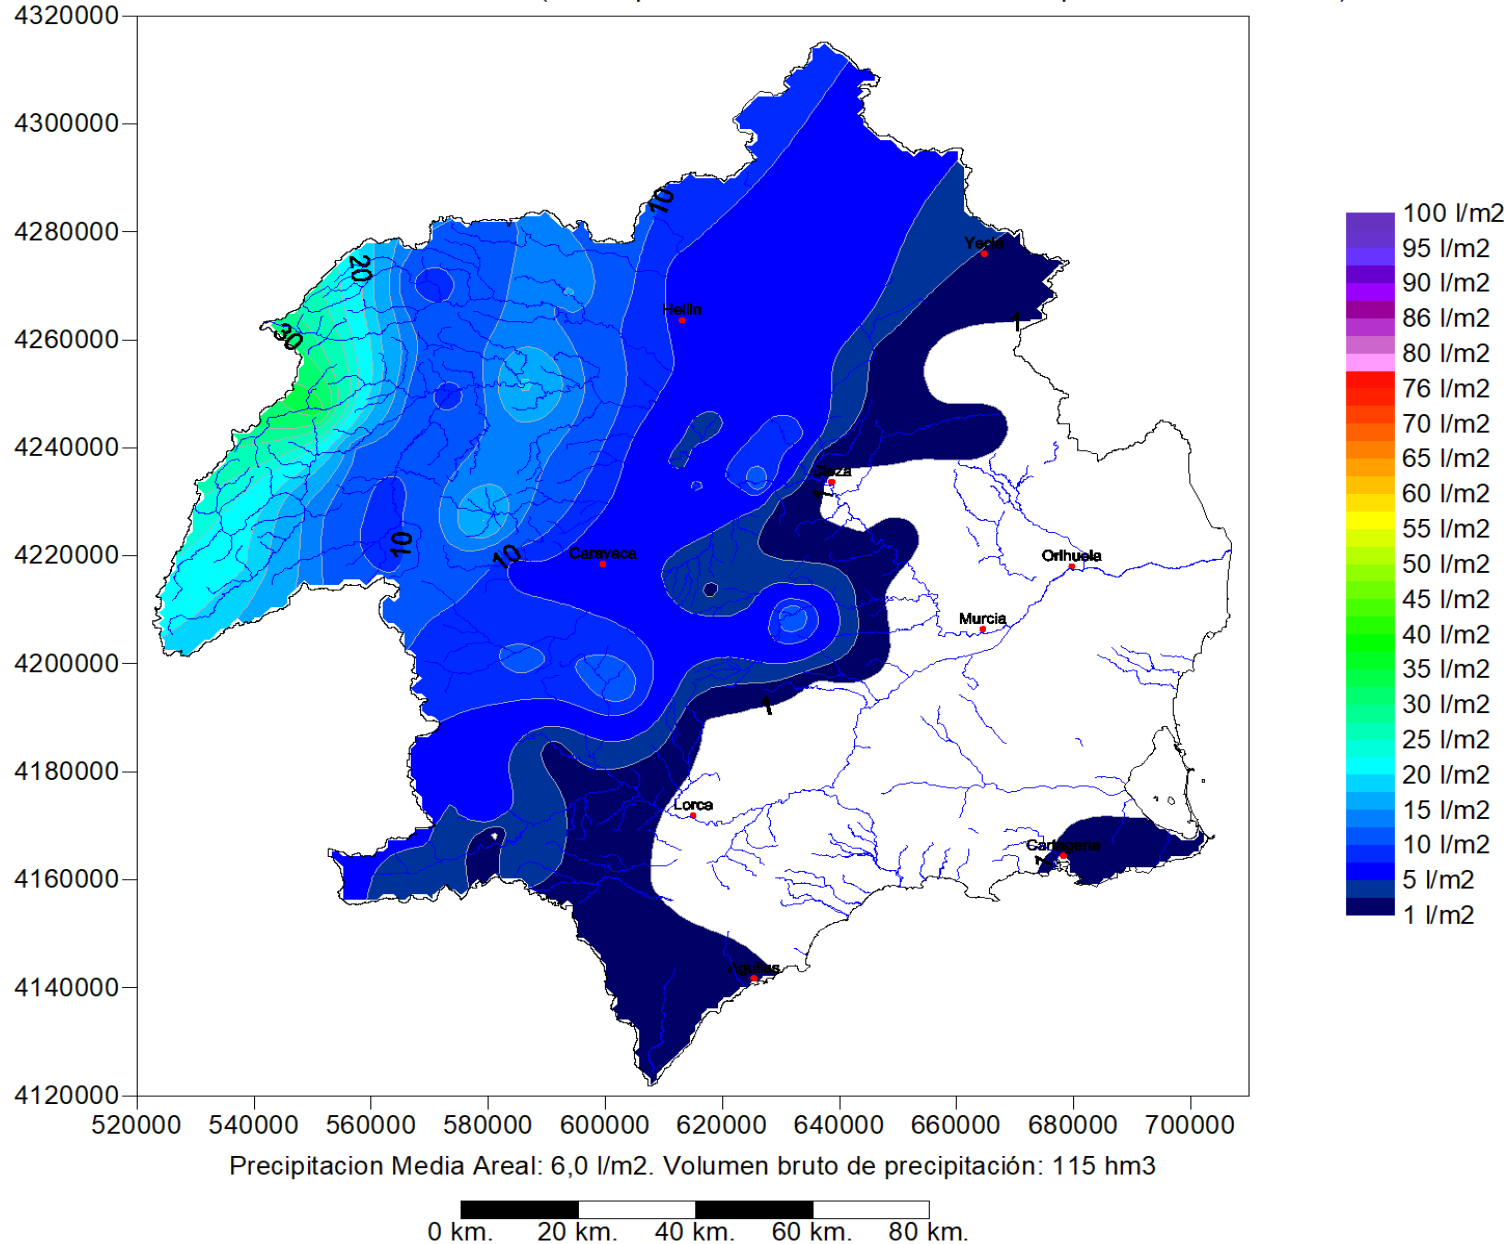 4320000
4300000
4280000
4260000
4240000
4220000
4200000
4180000
4160000
4140000
4120000
520000 540000 560000 580000 600000 620000 640000 660000 680000 700000
10
20
30
10
10
1
1
1
1
Yecla
Hellin
Cieza
Caravaca
Orihuela
Murcia
Lorca
Cartagena
Aguilas
100 l/m2
95 l/m2
90 l/m2
86 l/m2
80 l/m2
76 l/m2
70 l/m2
65 l/m2
60 l/m2
55 l/m2
50 l/m2
45 l/m2
40 l/m2
35 l/m2
30 l/m2
25 l/m2
20 l/m2
15 l/m2
10 l/m2
5 l/m2
1 l/m2
Precipitacion Media Areal: 6,0 l/m2. Volumen bruto de precipitación: 115 hm3
0 km. 20 km. 40 km. 60 km. 80 km.